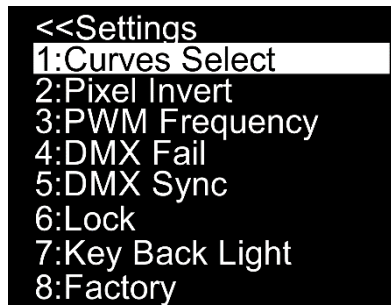 <<Settings
1:Curves Select
2:Pixel Invert
3:PWM Frequency
4:DMX Fail
5:DMX Sync
6:Lock
7:Key Back Light
8:Factory